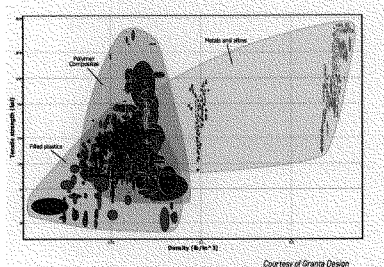 Metals and alloys
Polymer
Composites
Filled plastics
Tensile strength (ksi)
Density (lb/in^3)
Courtesy of Granta Design